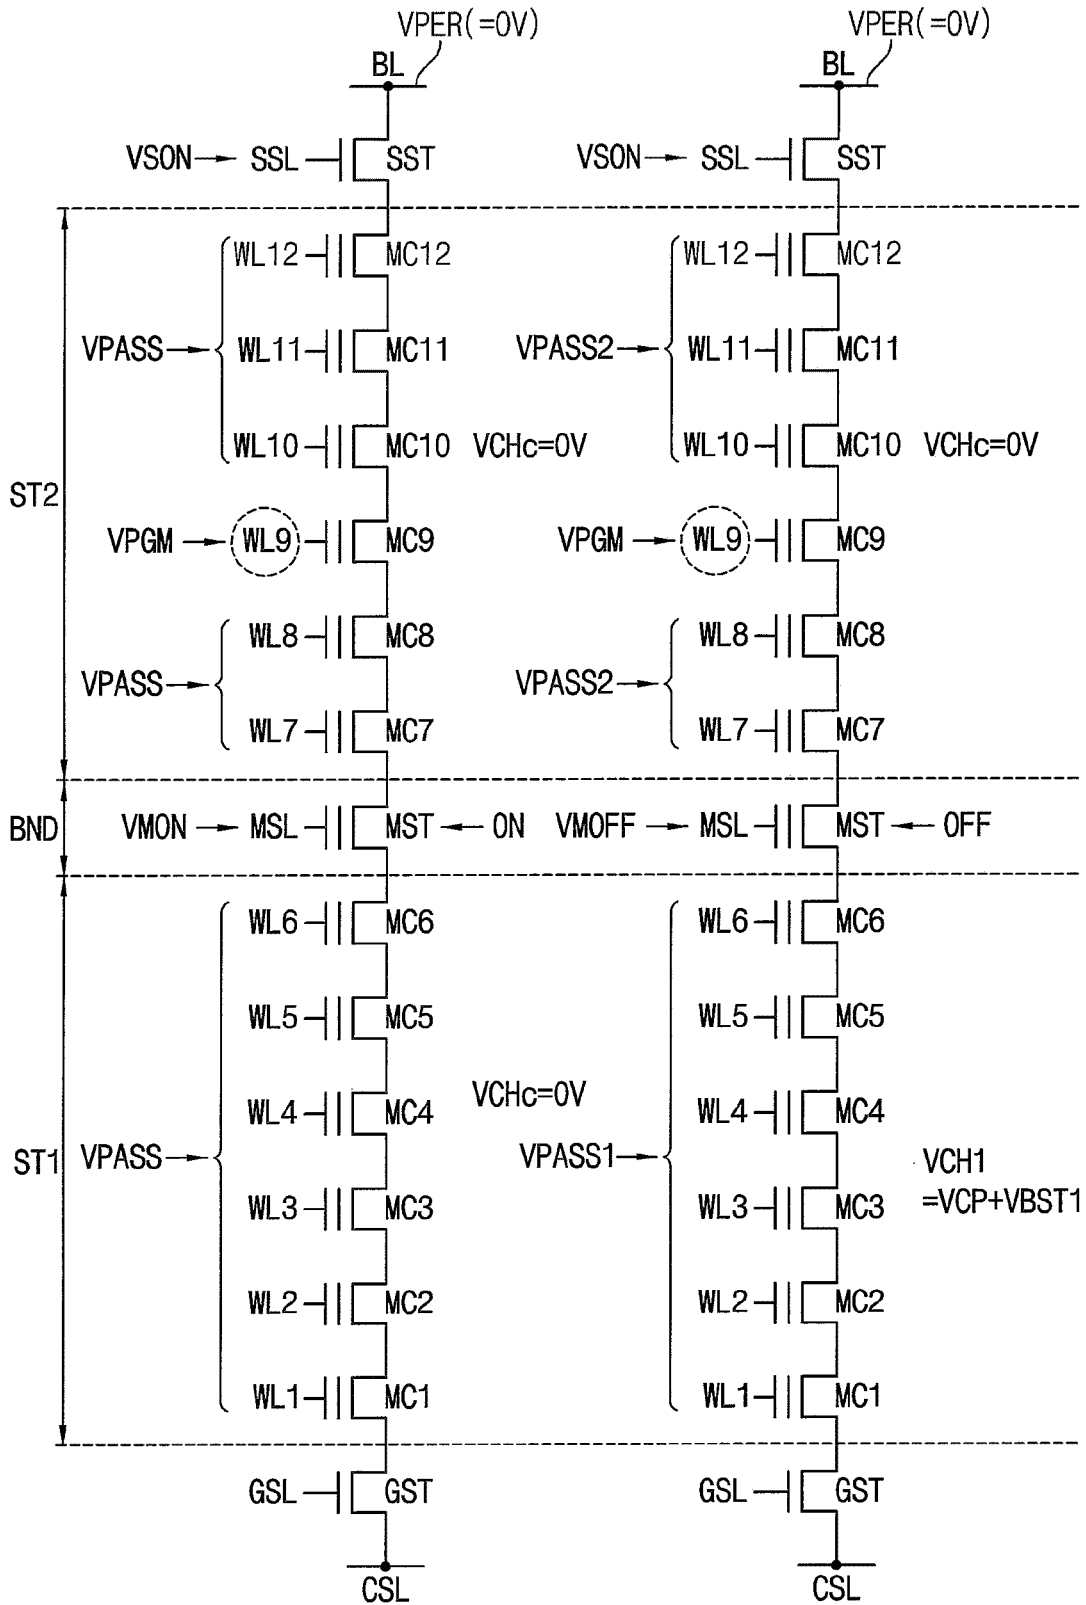 VPER(=0V) VPER(=0V)
BL BL
VSON SSL SST VSON SSL SST
WL12 MC12 WL12 MC12
VPASS WL11 MC11 VPASS2 WL11 MC11
WL10 MC10 VCHc=0V WL10 MC10 VCHc=0V
ST2
VPGM WL9 MC9 VPGM WL9 MC9
WL8 MC8 WL8 MC8
VPASS VPASS2
WL7 MC7 WL7 MC7
BND VMON MSL MST ON VMOFF MSL MST OFF
WL6 MC6 WL6 MC6
WL5 MC5 WL5 MC5
VCHc=0V
WL4 MC4 WL4 MC4
ST1 VPASS VPASS1 VCH1
=VCP+VBST1
WL3 MC3 WL3 MC3
WL2 MC2 WL2 MC2
WL1 MC1 WL1 MC1
GSL GST GSL GST
CSL CSL